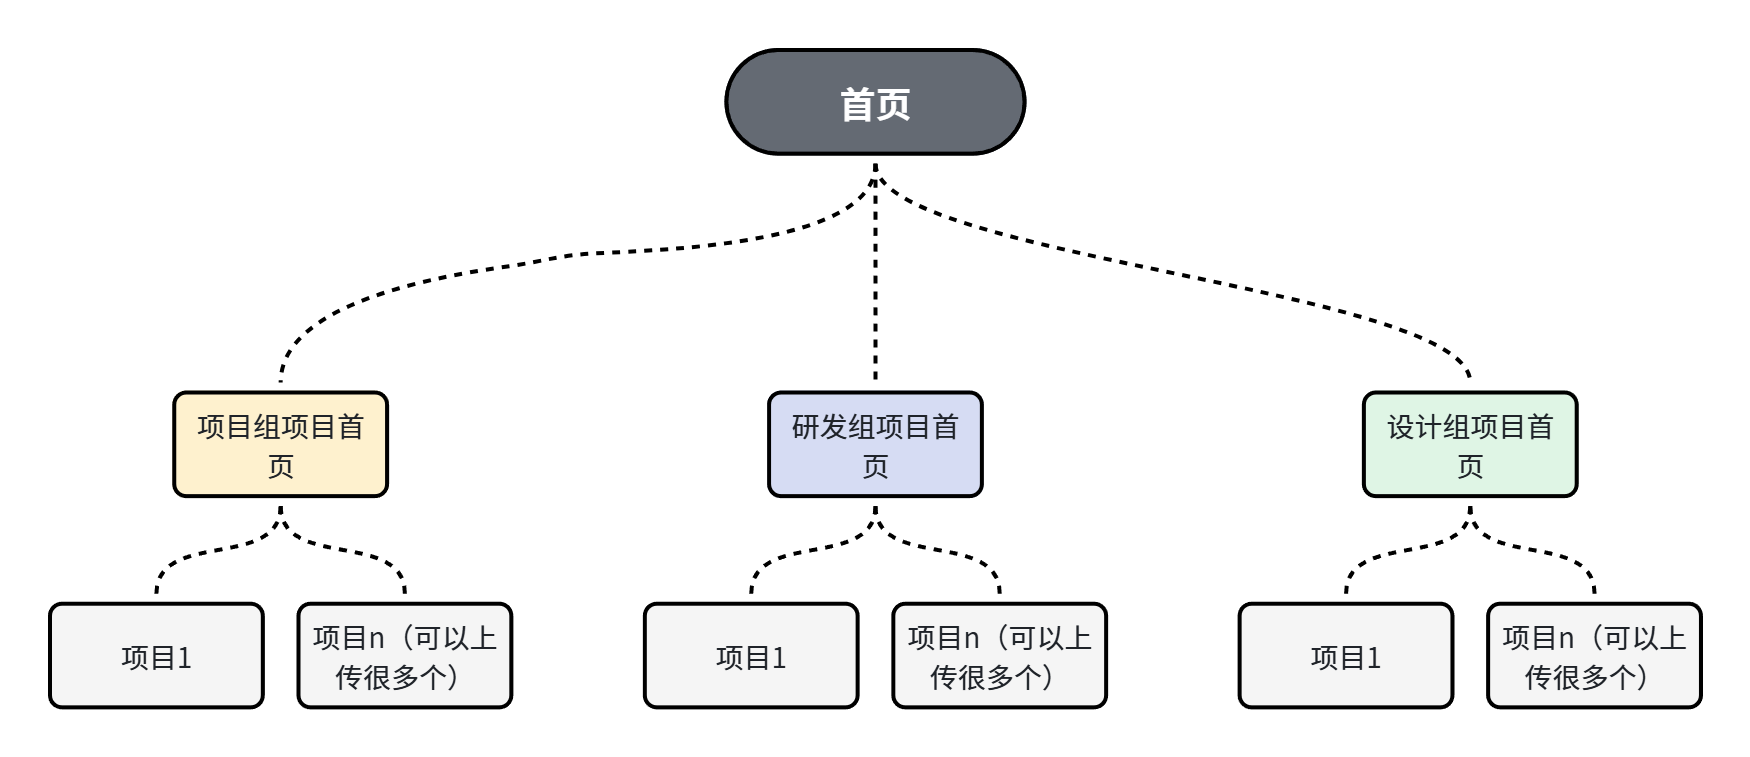 首页
项目组项目首
页
研发组项目首
页
设计组项目首
页
项目1
项目n（可以上
传很多个）
项目1
项目n（可以上
传很多个）
项目1
项目n（可以上
传很多个）